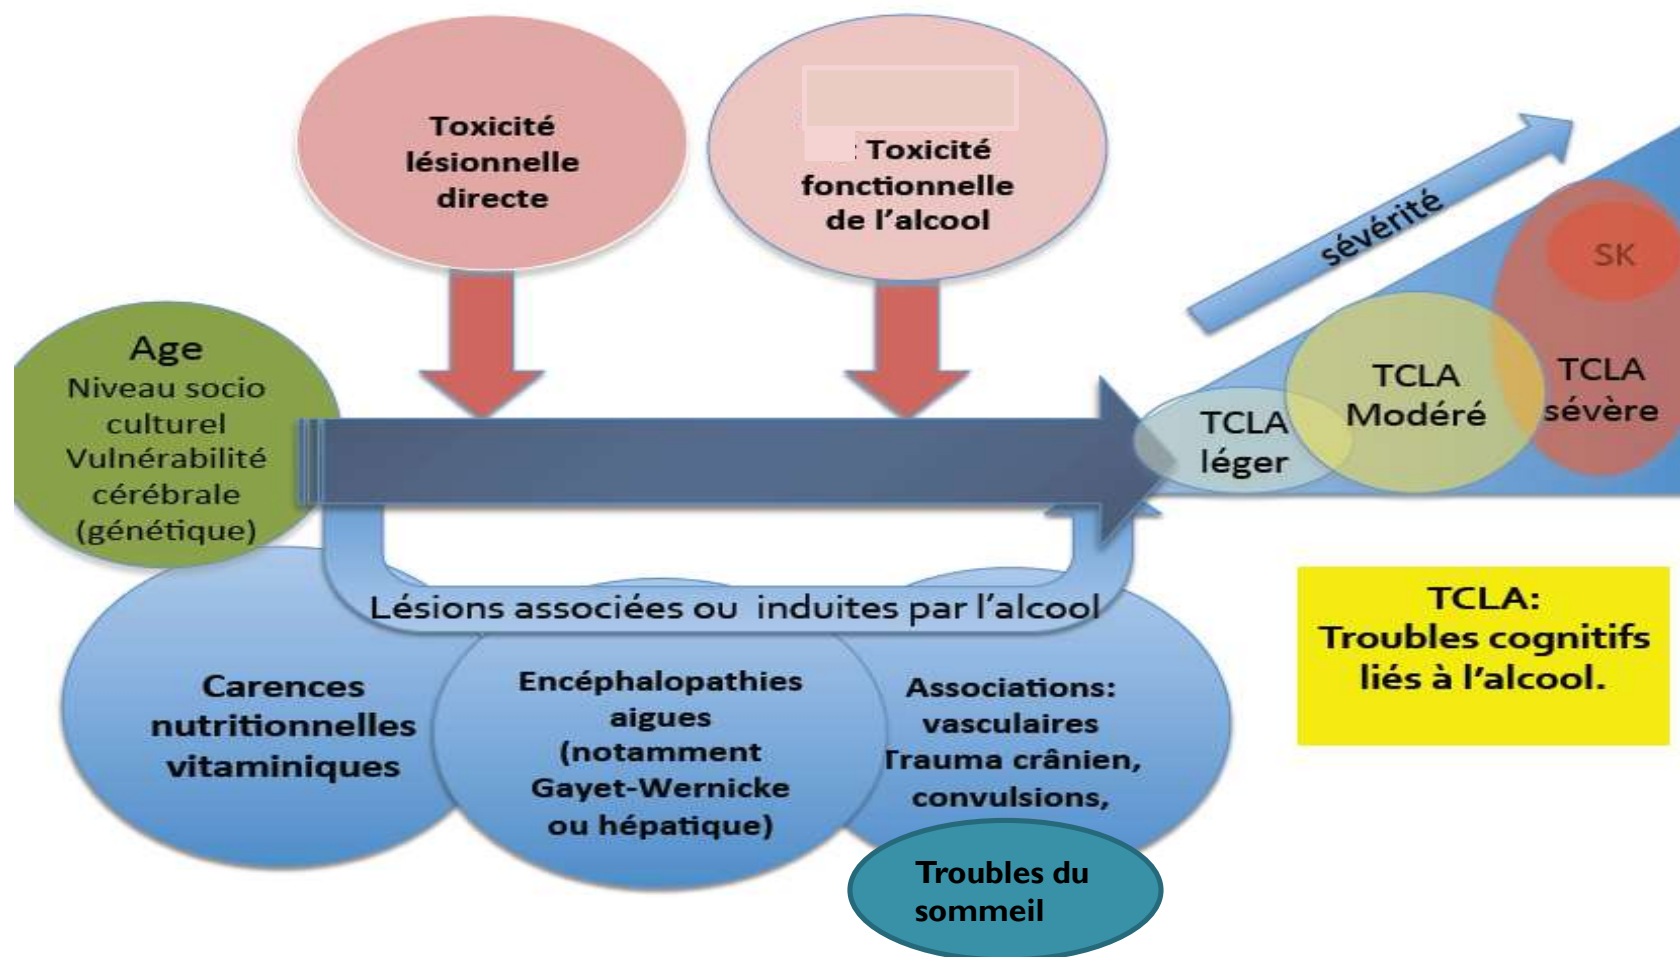 Toxicité
lésionnelle
directe
: Toxicité
fonctionnelle
de l'alcool
sévérité
SK
Age
Niveau socio
culturel
Vulnérabilité
cérébrale
(génétique)
TCLA
léger
TCLA
Modéré
TCLA
sévère
Lésions associées ou induites par l'alcool
Carences
nutritionnelles
vitaminiques
Encéphalopathies
aigues
(notamment
Gayet-Wernicke
ou hépatique)
Associations:
vasculaires
Trauma crânien,
convulsions,
Troubles du
sommeil
TCLA:
Troubles cognitifs
liés à l'alcool.